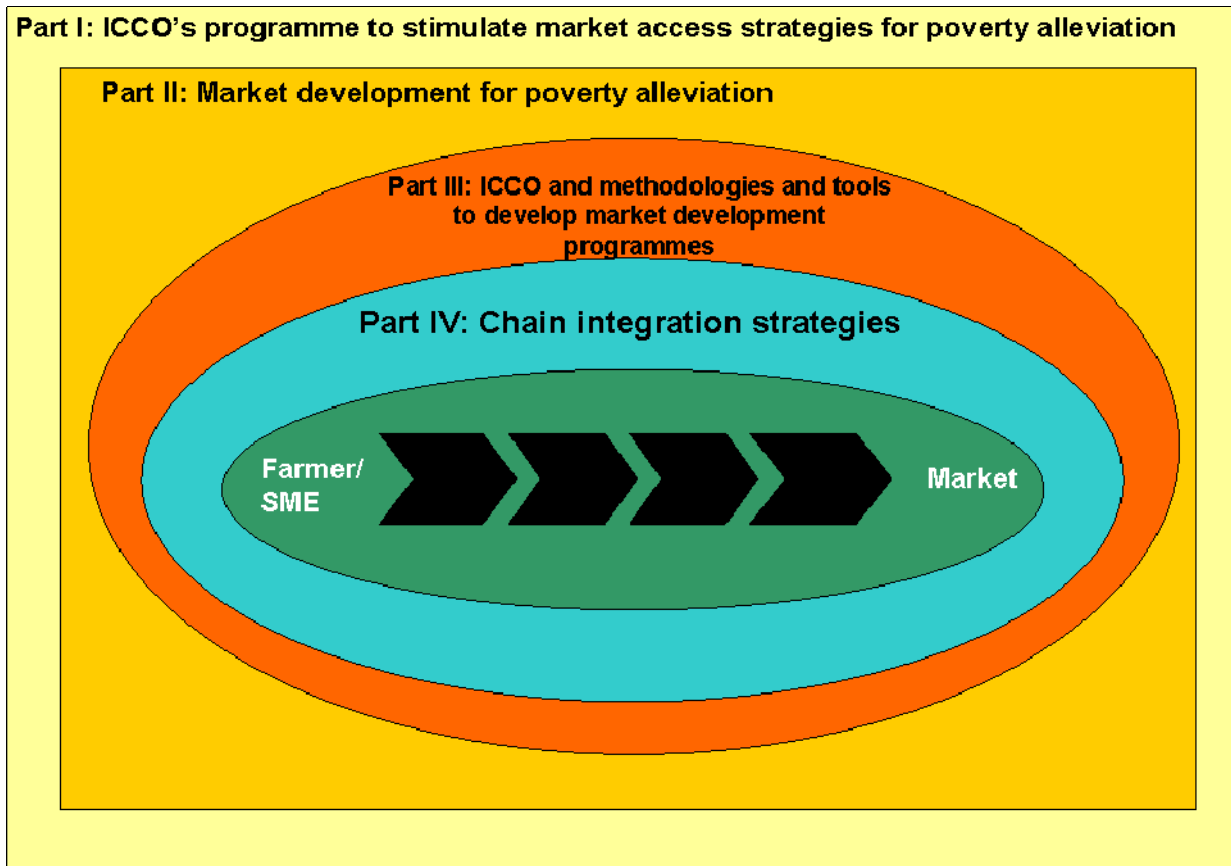 Part I: ICCO's programme to stimulate market access strategies for poverty alleviation
Part II: Market development for poverty alleviation
Part III: ICCO and methodologies and tools
to develop market development
programmes
Part IV: Chain integration strategies
Farmer/
SME
Market